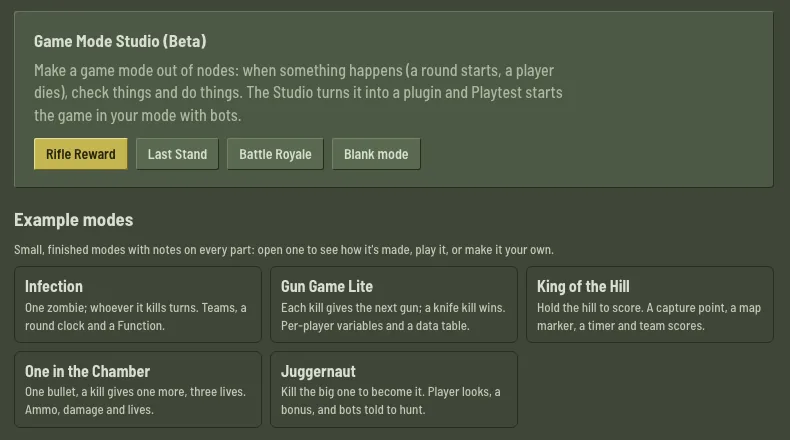 Game Mode Studio (Beta)
Make a game mode out of nodes: when something happens (a round starts, a player
dies), check things and do things. The Studio turns it into a plugin and Playtest starts
the game in your mode with bots.
Rifle Reward
Last Stand
Battle Royale
Blank mode
Example modes
Small, finished modes with notes on every part: open one to see how it's made, play it, or make it your own.
Infection
One zombie; whoever it kills turns. Teams, a
round clock and a Function.
Gun Game Lite
Each kill gives the next gun; a knife kill wins.
Per-player variables and a data table.
King of the Hill
Hold the hill to score. A capture point, a map
marker, a timer and team scores.
One in the Chamber
One bullet, a kill gives one more, three lives.
Ammo, damage and lives.
Juggernaut
Kill the big one to become it. Player looks, a
bonus, and bots told to hunt.